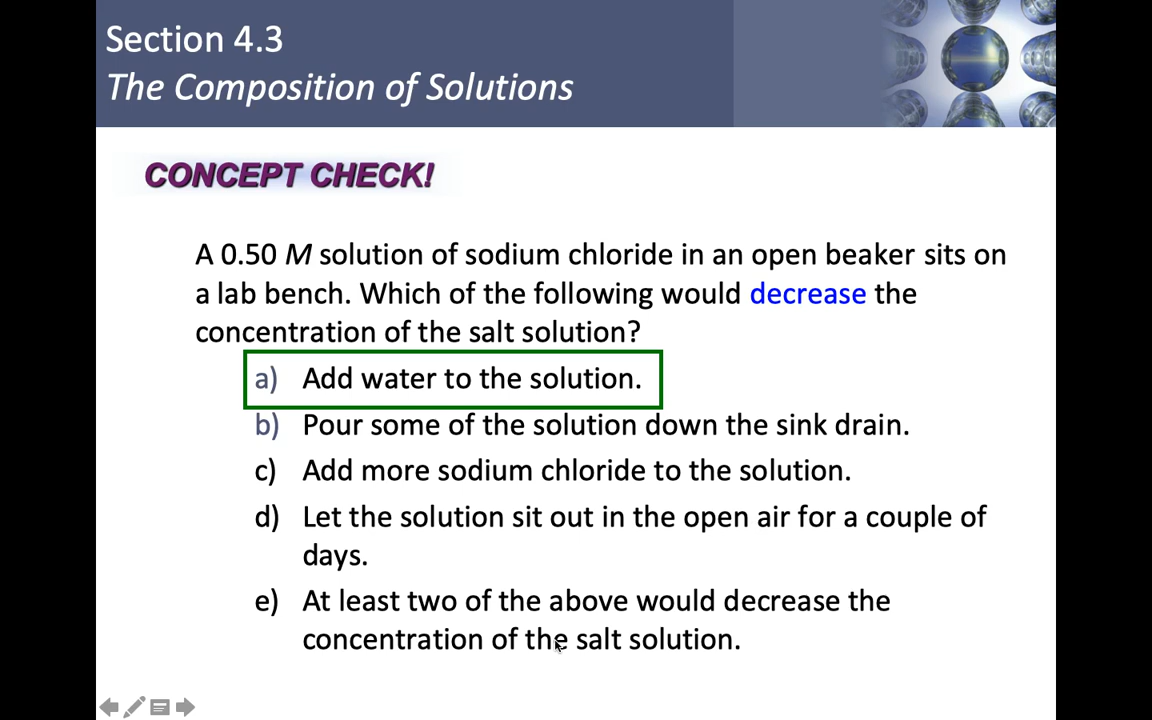 Section 4.3
The Composition of Solutions
CONCEPT CHECK!
A 0.50 M solution of sodium chloride in an open beaker sits on
a lab bench. Which of the following would decrease the
concentration of the salt solution?
a) Add water to the solution.
b) Pour some of the solution down the sink drain.
c) Add more sodium chloride to the solution.
d) Let the solution sit out in the open air for a couple of
days.
e) At least two of the above would decrease the
concentration of the salt solution.